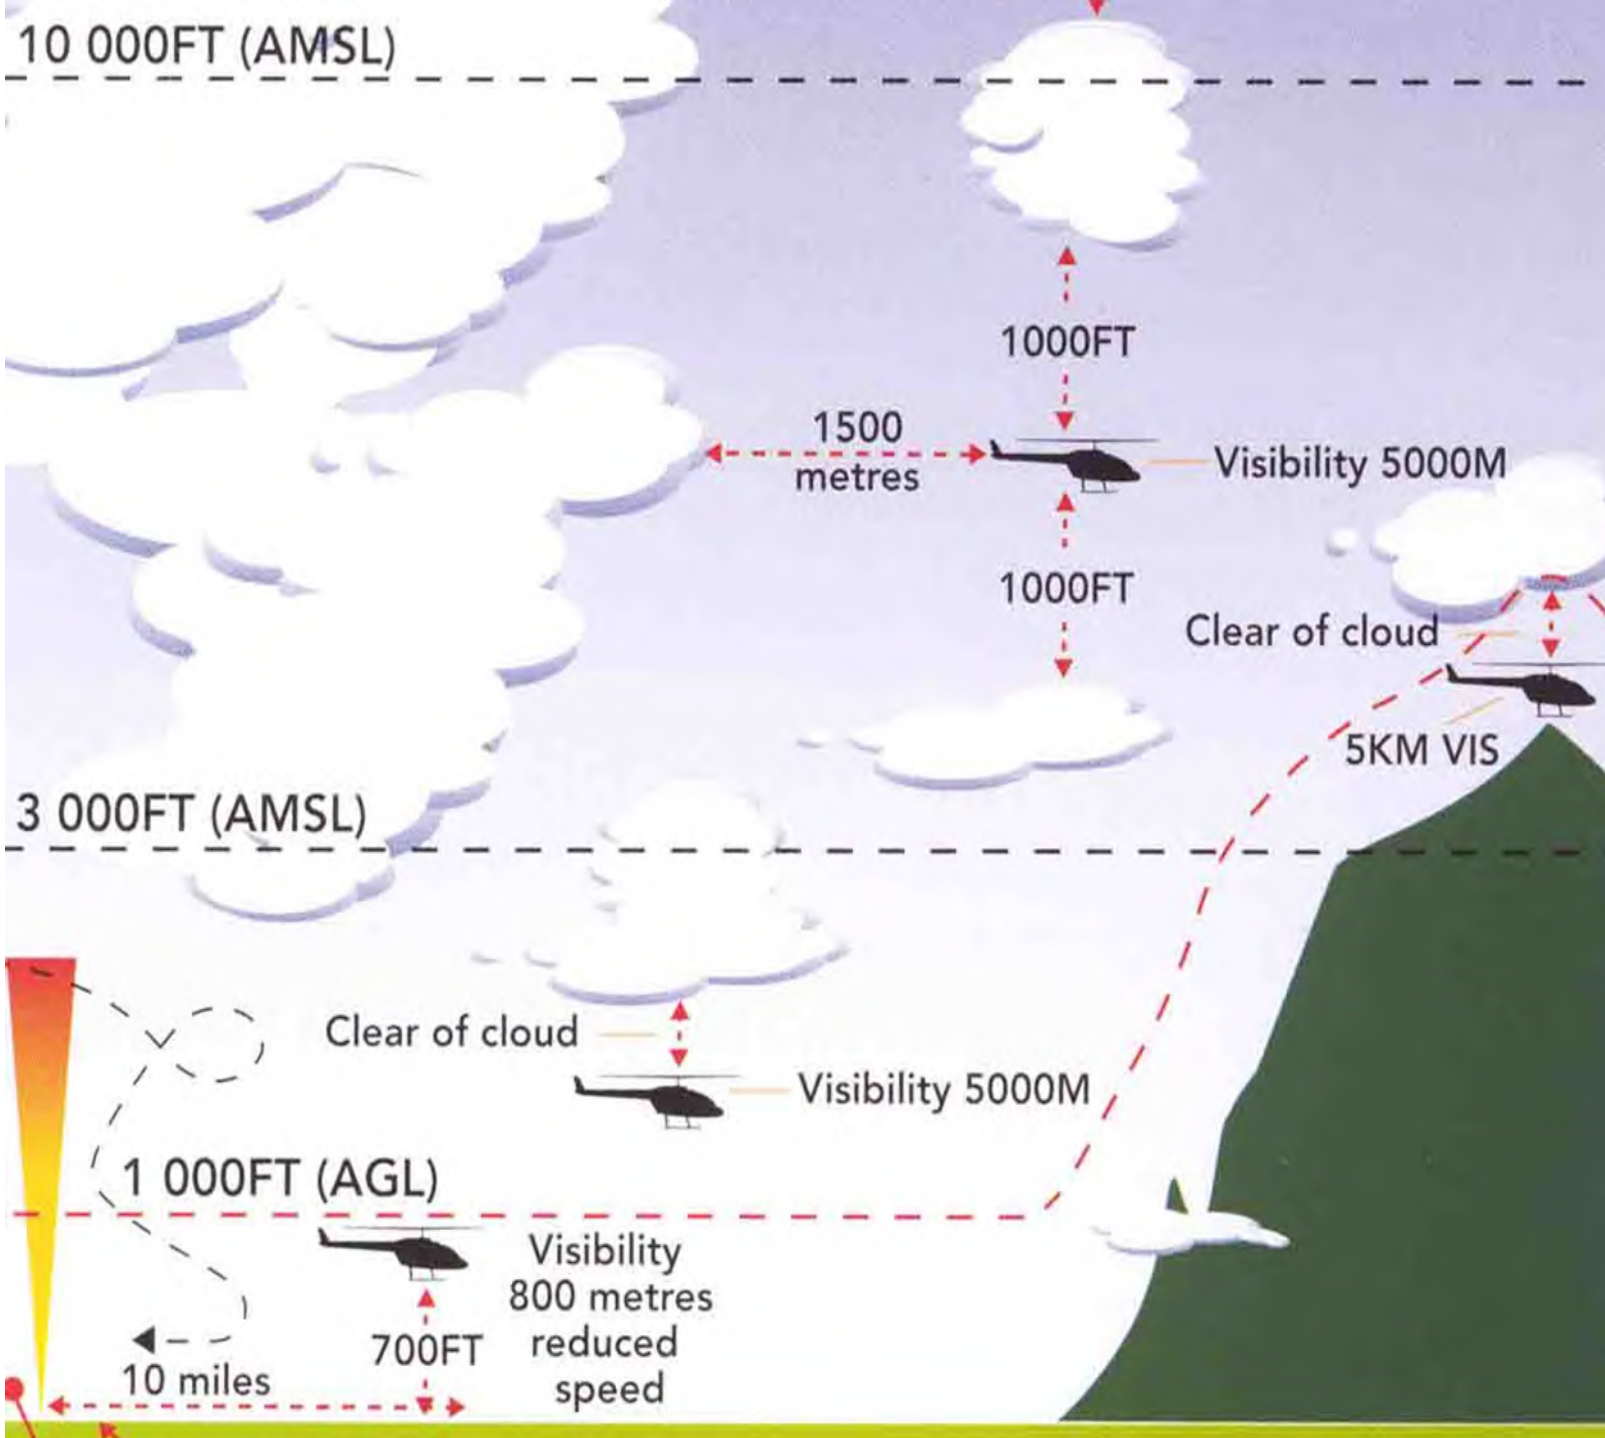 10 000FT (AMSL)
1000FT
1500
metres
Visibility 5000M
1000FT
Clear of cloud
5KM VIS
3 000FT (AMSL)
Clear of cloud
Visibility 5000M
1 000FT (AGL)
Visibility
800 metres
reduced
speed
700FT
10 miles